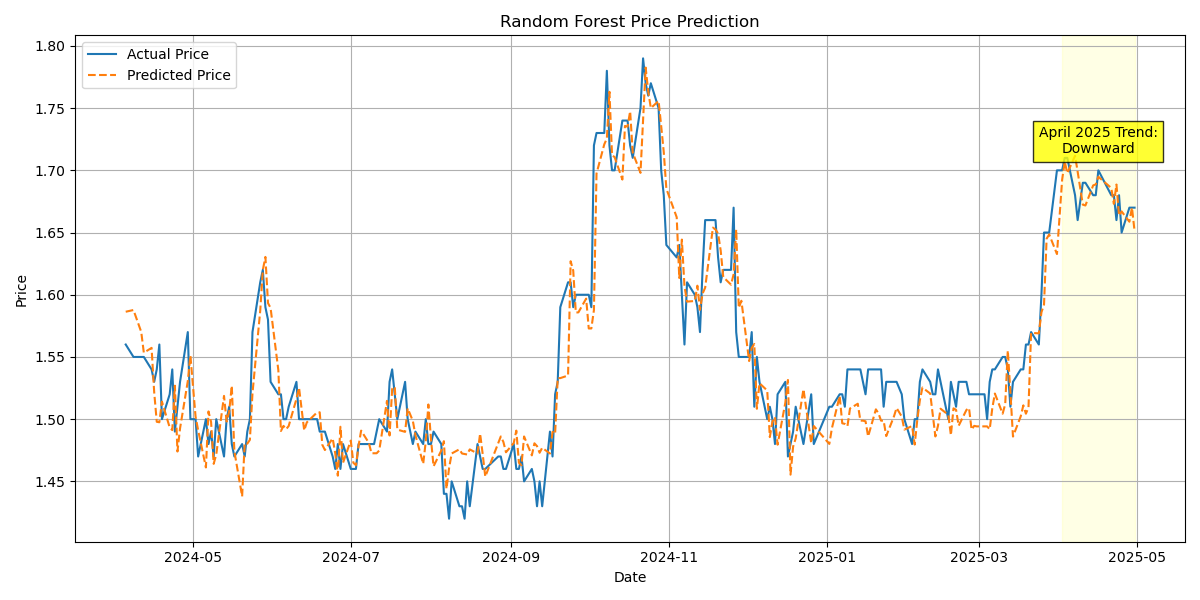 Random Forest Price Prediction
Actual Price
Predicted Price
April 2025 Trend:
Downward
Price
1.80
1.75
1.70
1.65
1.60
1.55
1.50
1.45
2024-05
2024-07
2024-09
2024-11
2025-01
2025-03
2025-05
Date